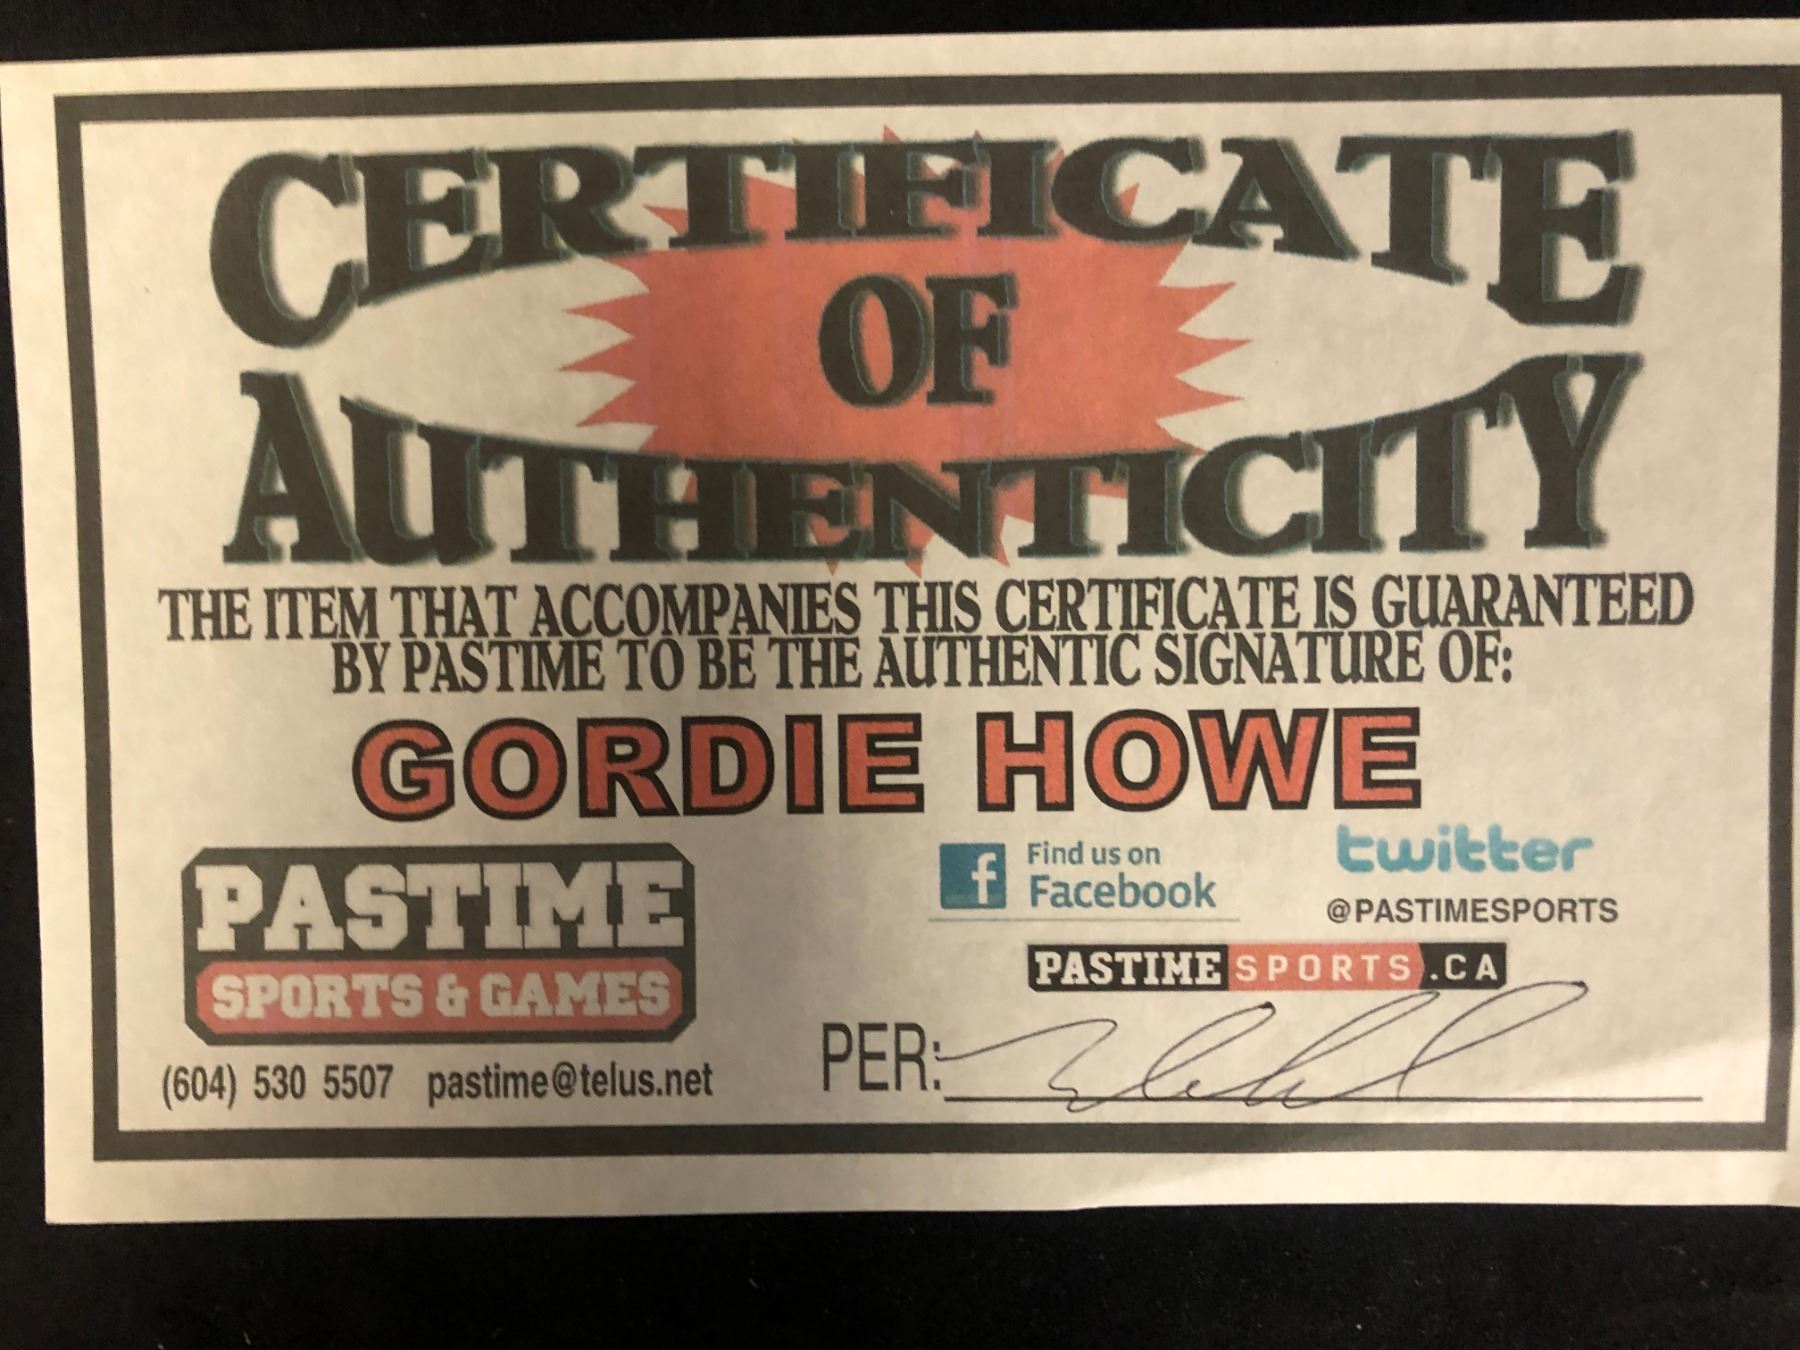 CERTIFICATE
OF
AUTHENTICITY
THE ITEM THAT ACCOMPANIES THIS CERTIFICATE IS GUARANTEED
BY PASTIME TO BE THE AUTHENTIC SIGNATURE OF:
GORDIE HOWE
PASTIME
SPORTS & GAMES
(604) 530 5507 pastime@telus.net
f Find us on
Facebook
twitter
@PASTIMESPORTS
PASTIME SPORTS .CA
PER: